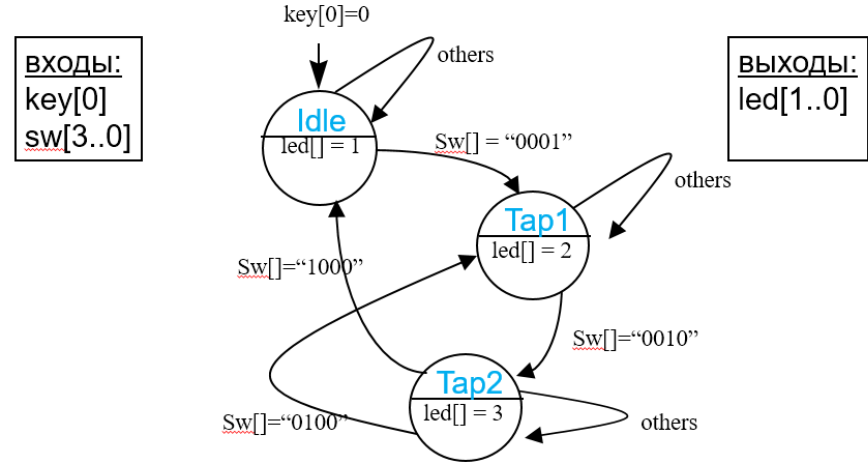 key[0]=0
входы:
key[0]
sw[3..0]
others
выходы:
led[1..0]
Idle
led[] = 1
Sw[] = “0001”
others
Tap1
led[] = 2
Sw[]=“1000”
Sw[]=“0010”
Tap2
led[] = 3
Sw[]=“0100”
others